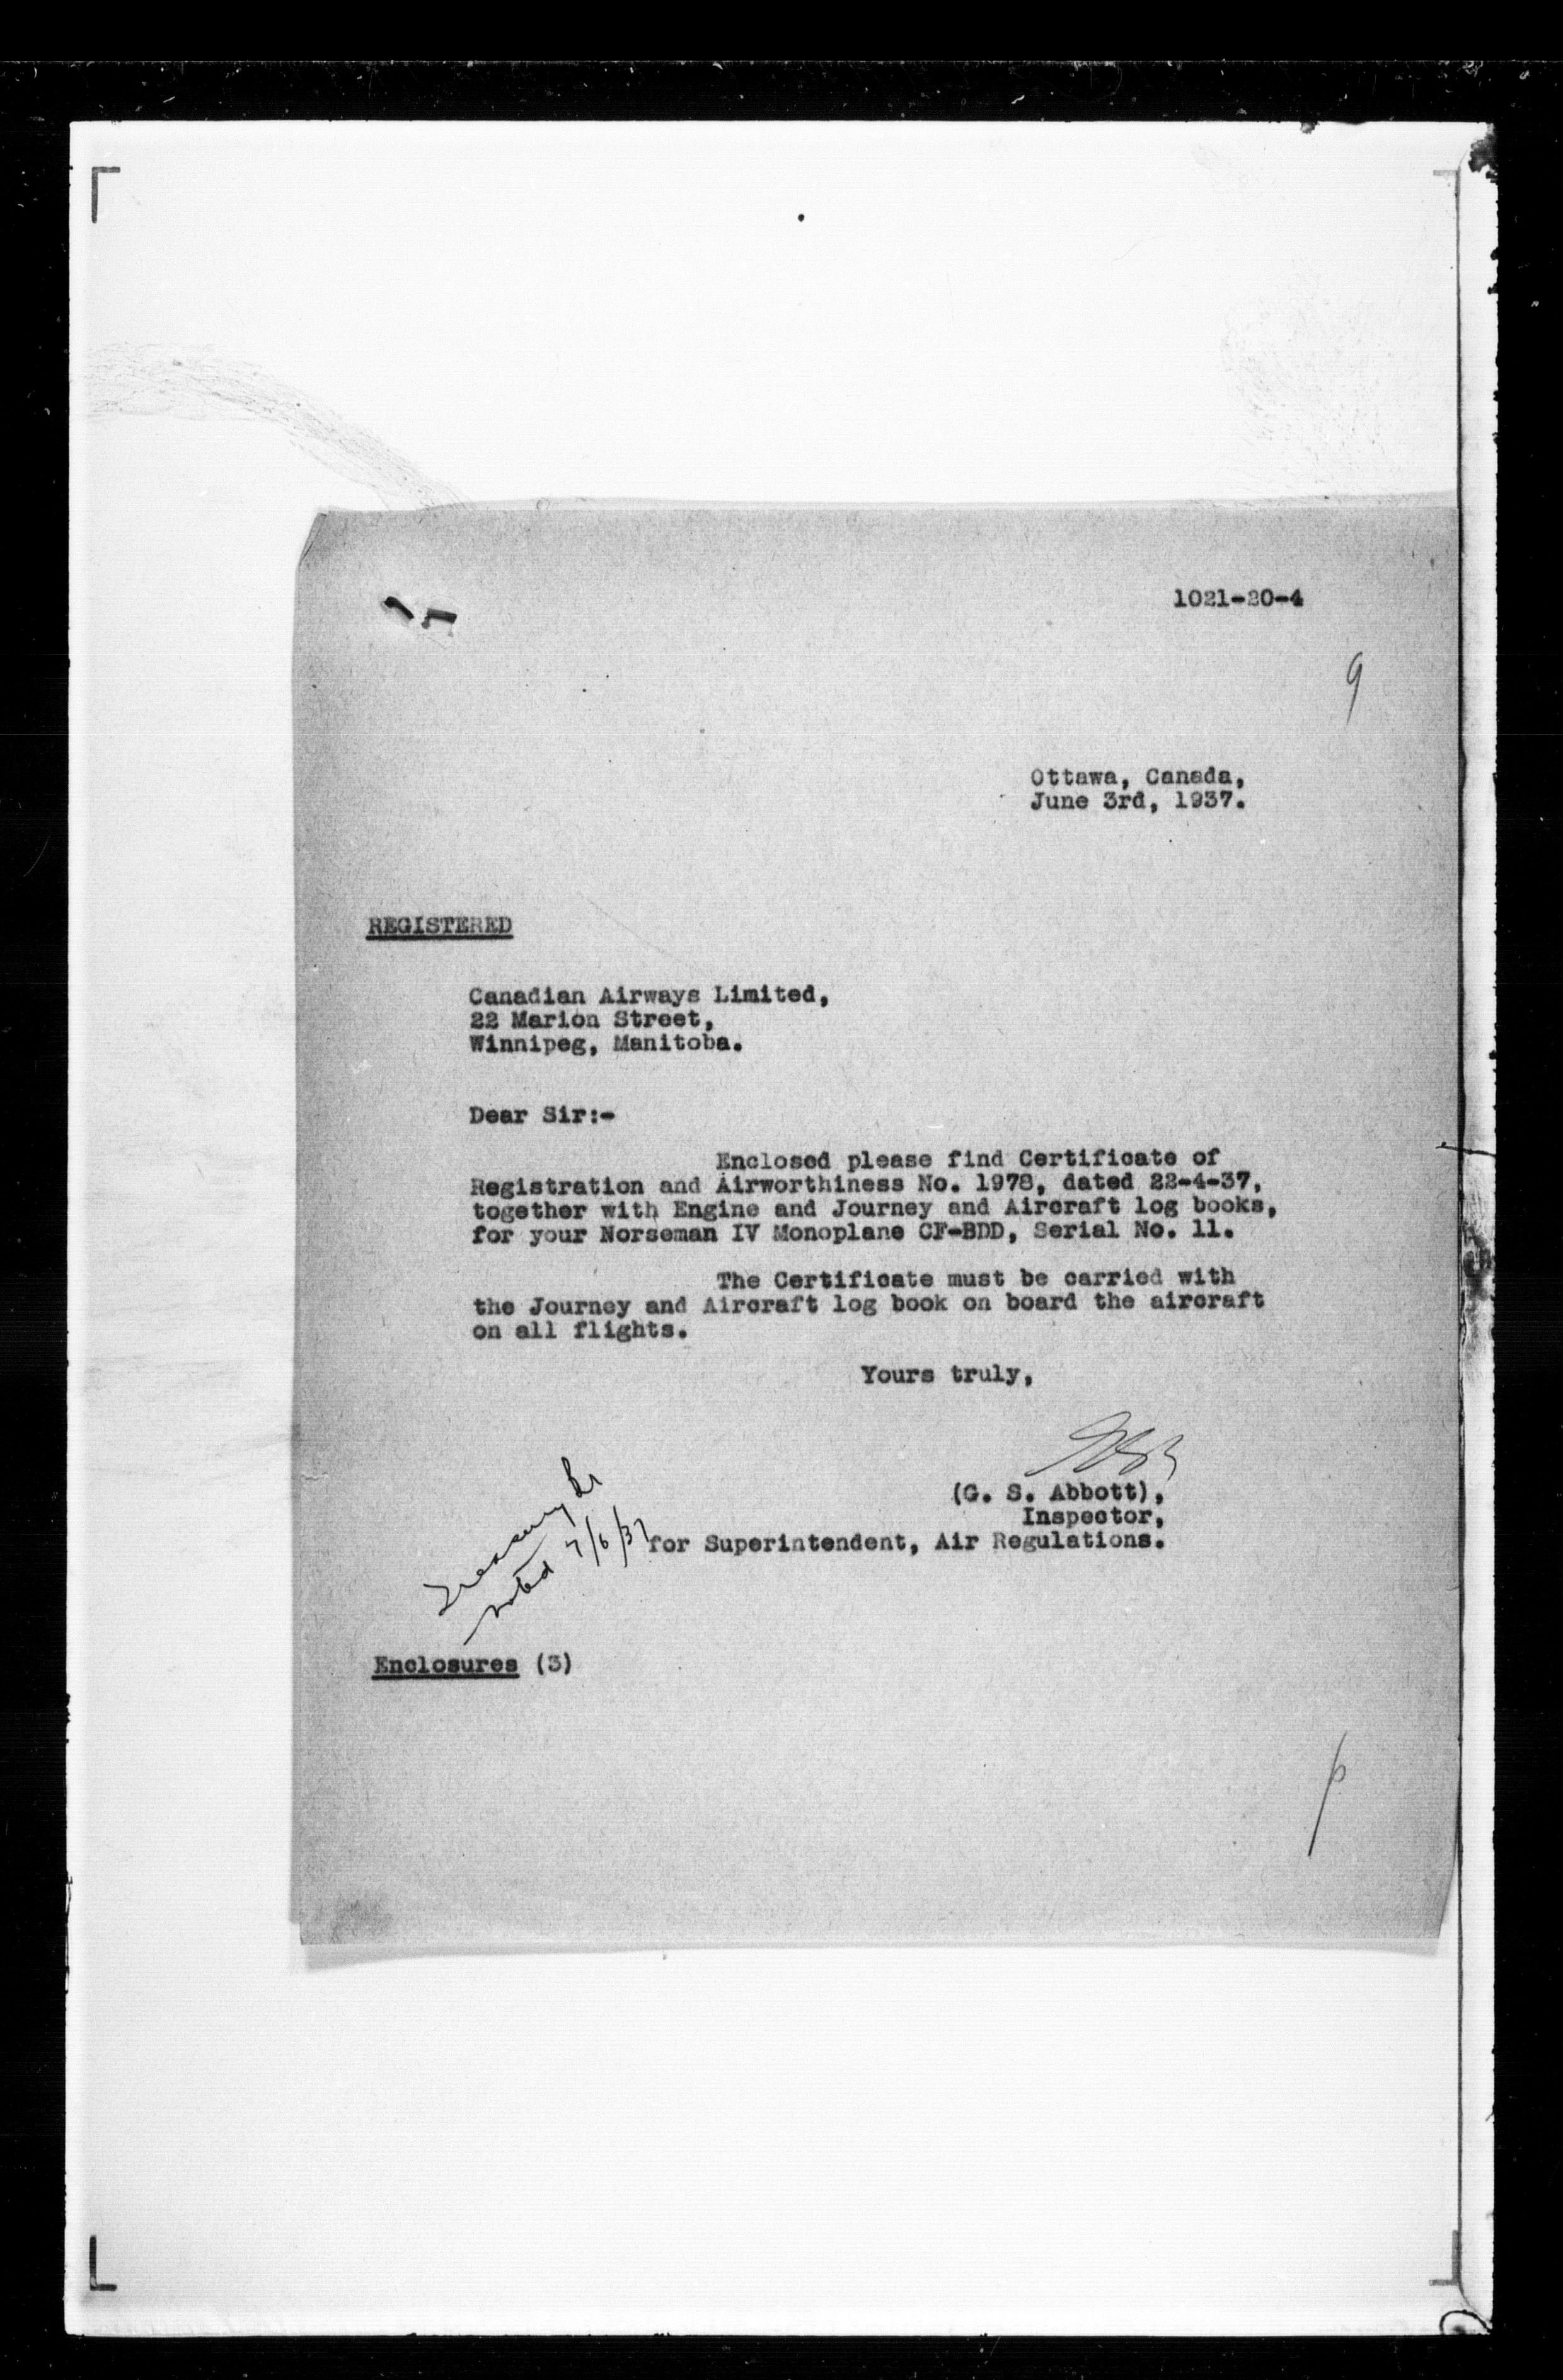 1021-20-4
9
Ottawa, Canada,
June 3rd, 1937.
REGISTERED
Canadian Airways Limited,
22 Marion Street,
Winnipeg, Manitoba.
Dear Sir:-
Enclosed please find Certificate of
Registration and Airworthiness No. 1978, dated 22-4-37,
together with Engine and Journey and Aircraft log books,
for your Norseman IV Monoplane CF-BDD, Serial No. 11.
The Certificate must be carried with
the Journey and Aircraft log book on board the aircraft
on all flights.
Yours truly,
(G. S. Abbott),
Inspector,
for Superintendent, Air Regulations.
Treasury
noted 7/6/37
Enclosures (3)